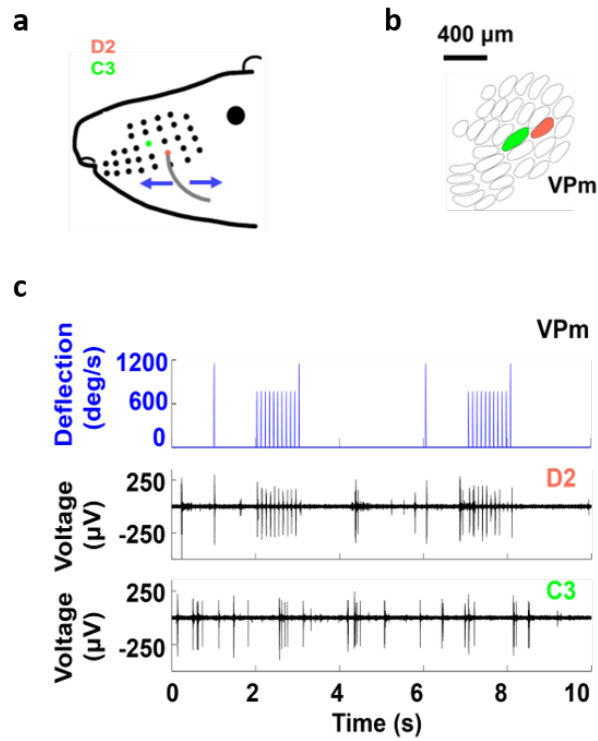 a
D2
C3
b
400 µm
VPm
c
VPm
Deflection
(deg/s)
1200
600
0
D2
Voltage
(µV)
250
-250
C3
Voltage
(µV)
250
-250
0 2 4 6 8 10
Time (s)